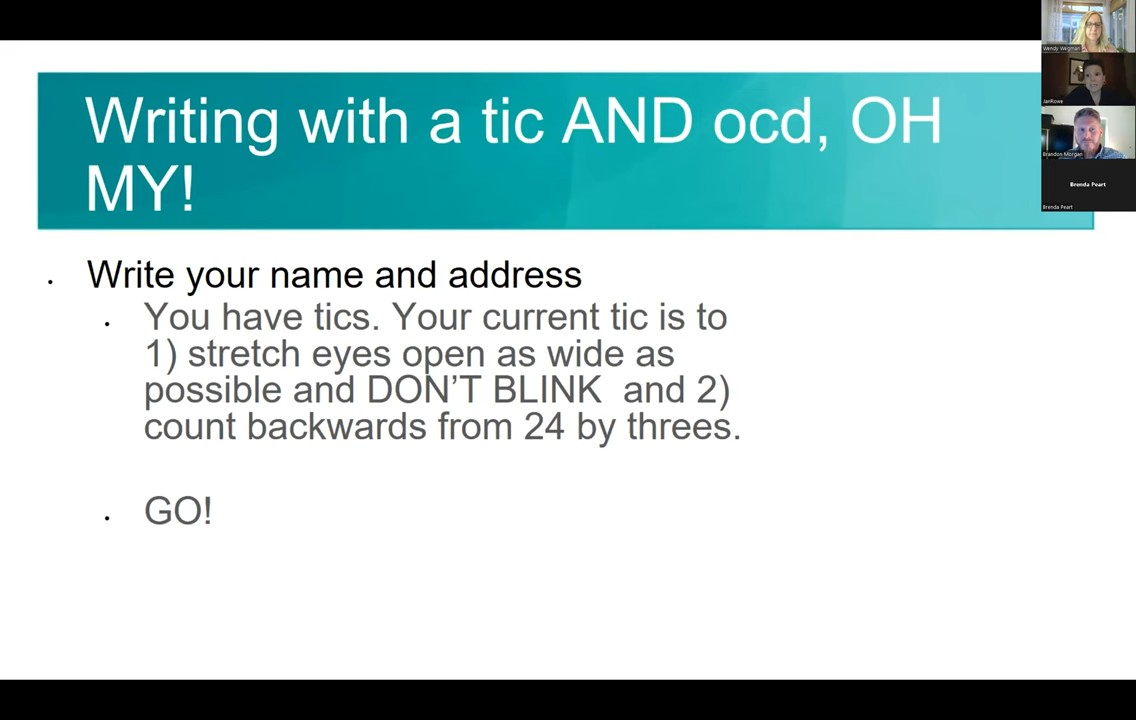 Writing with a tic AND ocd, OH
MY!
Write your name and address
You have tics. Your current tic is to
1) stretch eyes open as wide as
possible and DON’T BLINK and 2)
count backwards from 24 by threes.
GO!
Wendy Wegman
JanRowe
Brandon Morgan
Brenda Peart
Brenda Peart